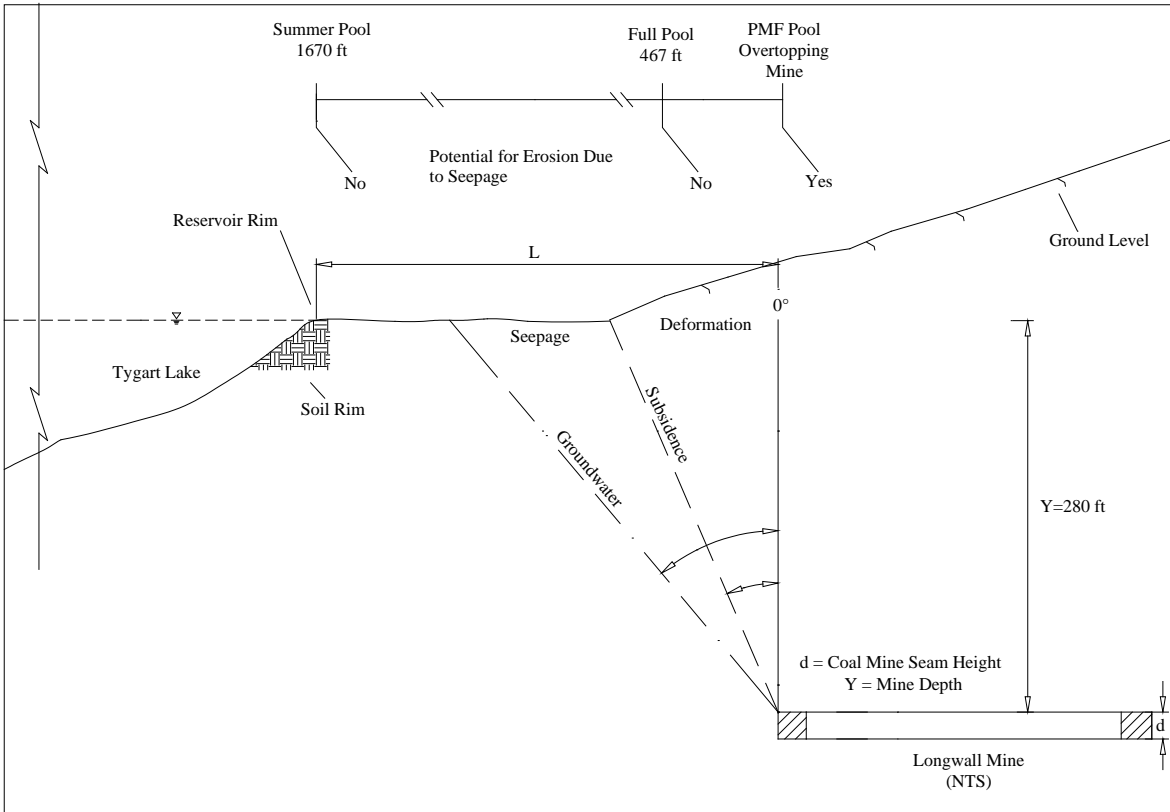 Summer Pool
1670 ft
Full Pool
467 ft
PMF Pool
Overtopping
Mine
Potential for Erosion Due
to Seepage
No
No
Yes
Reservoir Rim
Ground Level
L
0°
Seepage
Deformation
Tygart Lake
Soil Rim
Groundwater
Subsidence
Y=280 ft
d = Coal Mine Seam Height
Y = Mine Depth
d
Longwall Mine
(NTS)